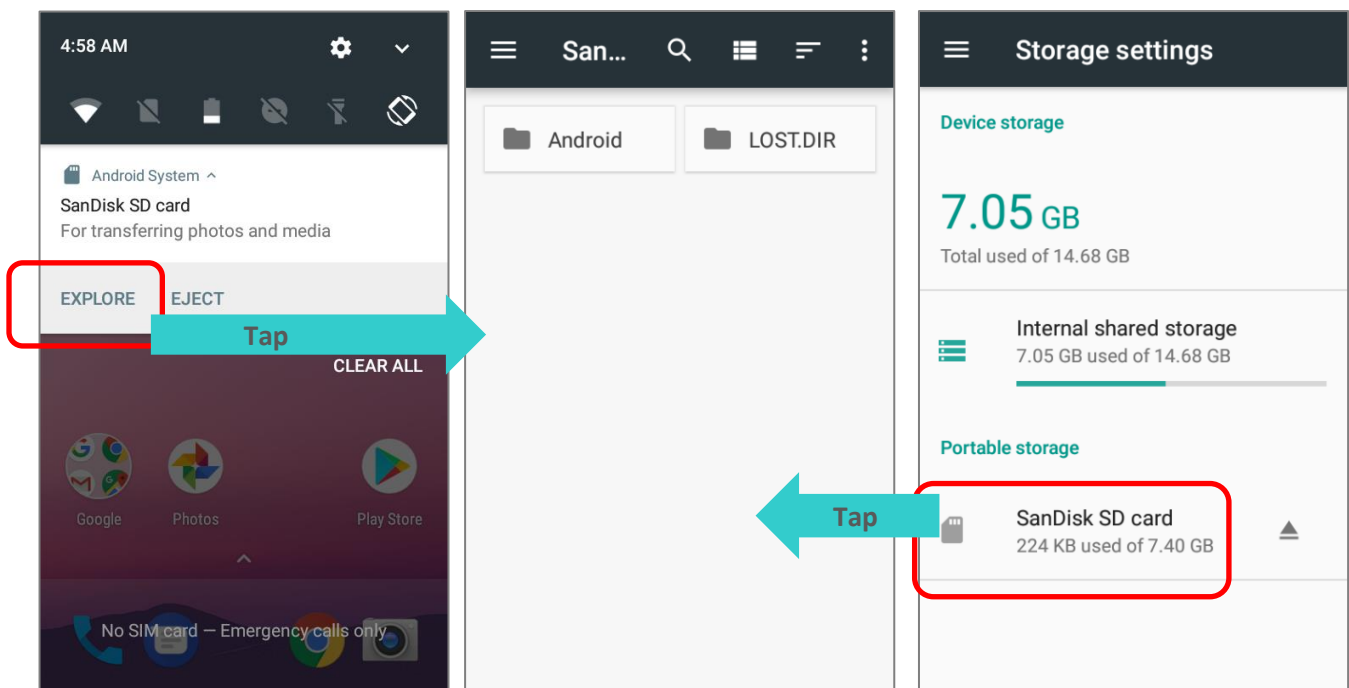 4:58 AM
Android System
SanDisk SD card
For transferring photos and media
EXPLORE EJECT
Tap
CLEAR ALL
Google Photos Play Store
No SIM card — Emergency calls only
San...
Android LOST.DIR
Tap
Storage settings
Device storage
7.05 GB
Total used of 14.68 GB
Internal shared storage
7.05 GB used of 14.68 GB
Portable storage
SanDisk SD card
224 KB used of 7.40 GB